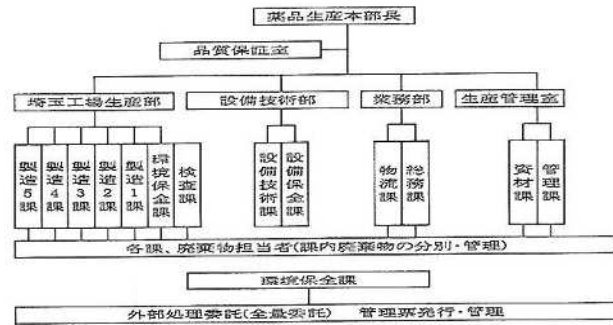 薬品生産本部長
品質保証室
埼玉工場生産部
設備技術部
業務部
生産管理室
製造5課
製造4課
製造3課
製造2課
製造1課
環境保全課
検査課
設備技術課
設備保全課
物流課
総務課
資材課
管理課
各課、廃棄物担当者(課内廃棄物の分別・管理)
環境保全課
外部処理委託(全量委託) 管理票発行・管理